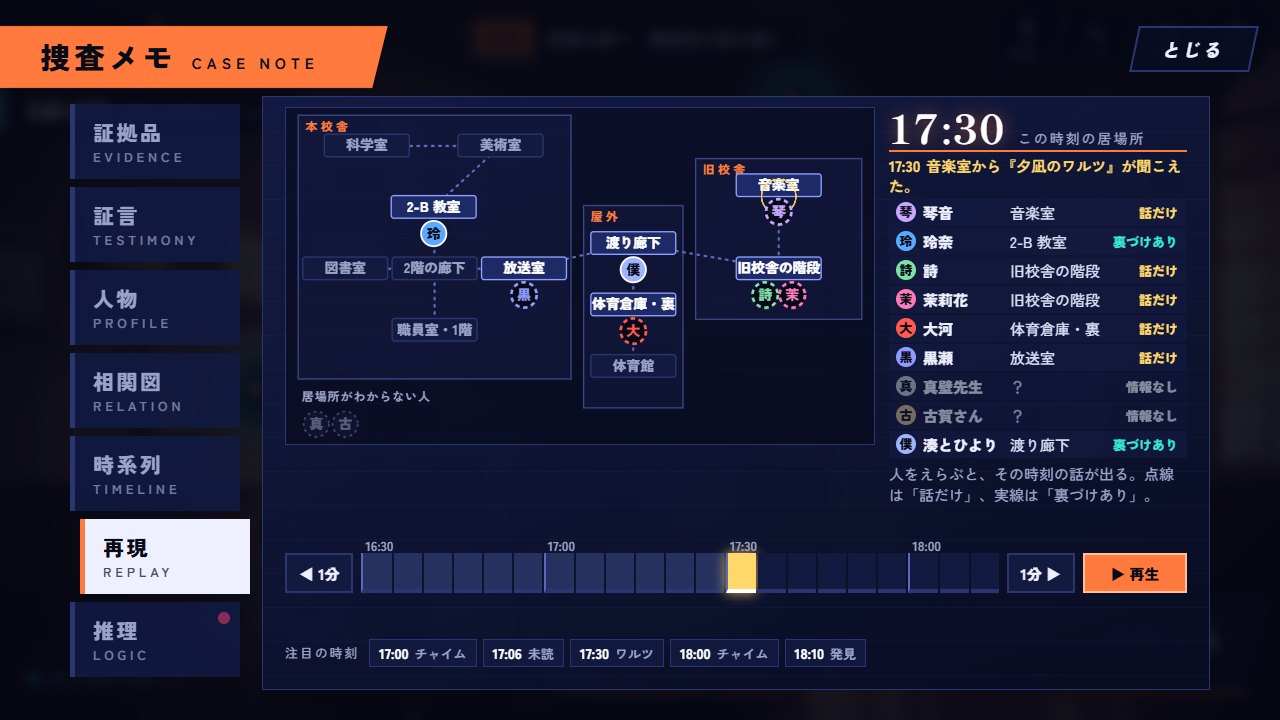 捜査メモ CASE NOTE
とじる
証拠品
EVIDENCE
証言
TESTIMONY
人物
PROFILE
相関図
RELATION
時系列
TIMELINE
再現
REPLAY
推理
LOGIC
本校舎
科学室
美術室
2-B 教室
玲
図書室
2階の廊下
放送室
黒
職員室・1階
屋外
渡り廊下
僕
体育倉庫・裏
大
体育館
旧校舎
音楽室
琴
旧校舎の階段
詩
茉
居場所がわからない人
真
古
17:30 この時刻の居場所
17:30 音楽室から『夕凪のワルツ』が聞こえ
た。
琴 琴音 音楽室 話だけ
玲 玲奈 2-B 教室 裏づけあり
詩 詩 旧校舎の階段 話だけ
茉 茉莉花 旧校舎の階段 話だけ
大 大河 体育倉庫・裏 話だけ
黒 黒瀬 放送室 話だけ
真 真壁先生 ? 情報なし
古 古賀さん ? 情報なし
僕 湊とひより 渡り廊下 裏づけあり
人をえらぶと、その時刻の話が出る。点線
は「話だけ」、実線は「裏づけあり」。
16:30 17:00 17:30 18:00
◀ 1分
1分 ▶
▶ 再生
注目の時刻
17:00 チャイム
17:06 未読
17:30 ワルツ
18:00 チャイム
18:10 発見